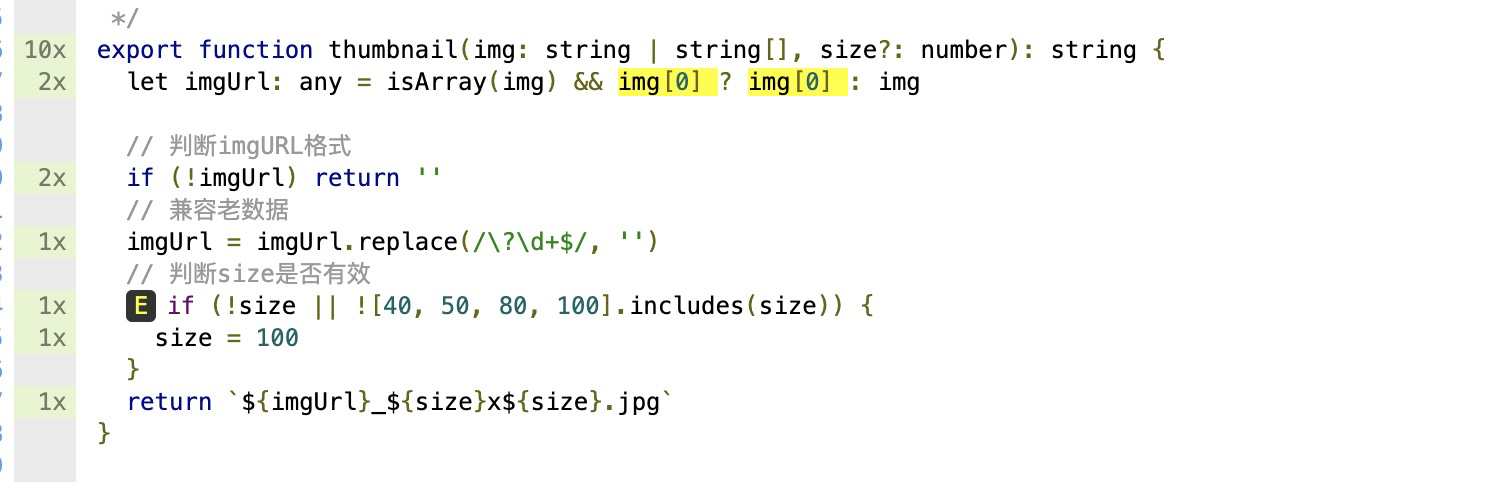 */
10x export function thumbnail(img: string | string[], size?: number): string {
2x let imgUrl: any = isArray(img) && img[0] ? img[0] : img
// 判断imgURL格式
2x if (!imgUrl) return ''
// 兼容老数据
1x imgUrl = imgUrl.replace(/\?\d+$/, '')
// 判断size是否有效
1x E if (!size || ![40, 50, 80, 100].includes(size)) {
1x size = 100
}
1x return `${imgUrl}_${size}x${size}.jpg`
}